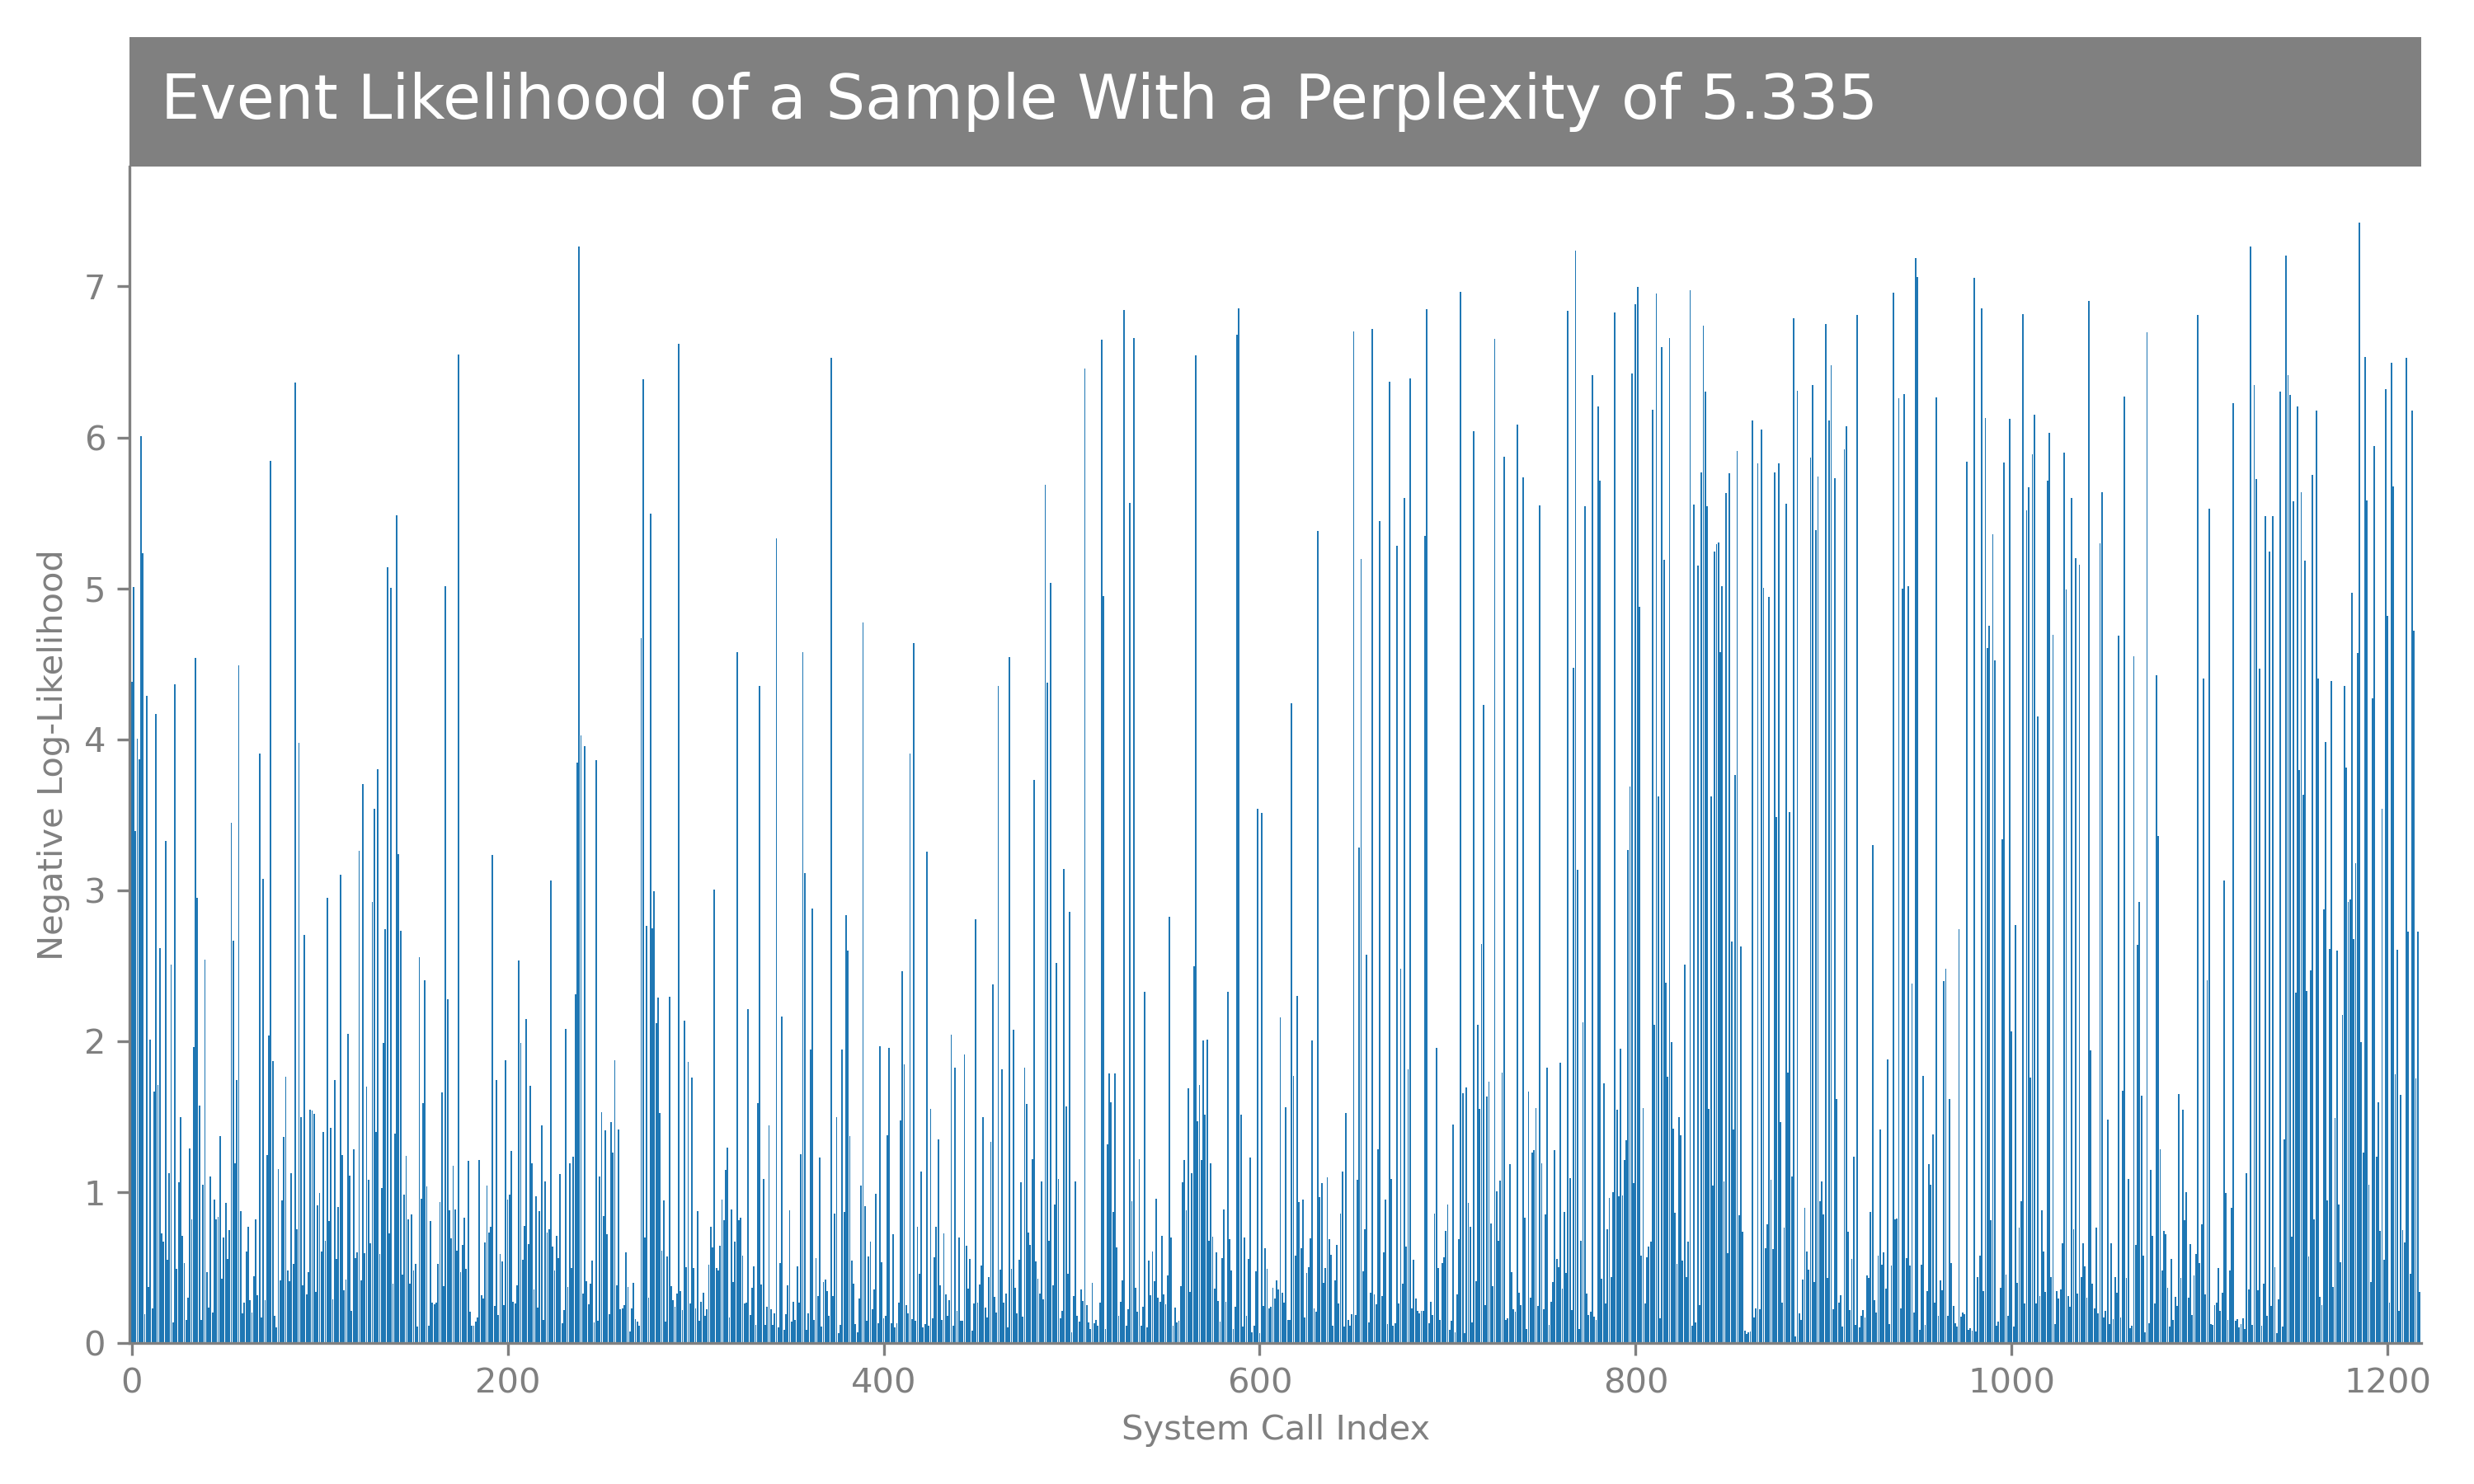 Event Likelihood of a Sample With a Perplexity of 5.335
7
6
5
4
3
2
1
0
Negative Log-Likelihood
0 200 400 600 800 1000 1200
System Call Index